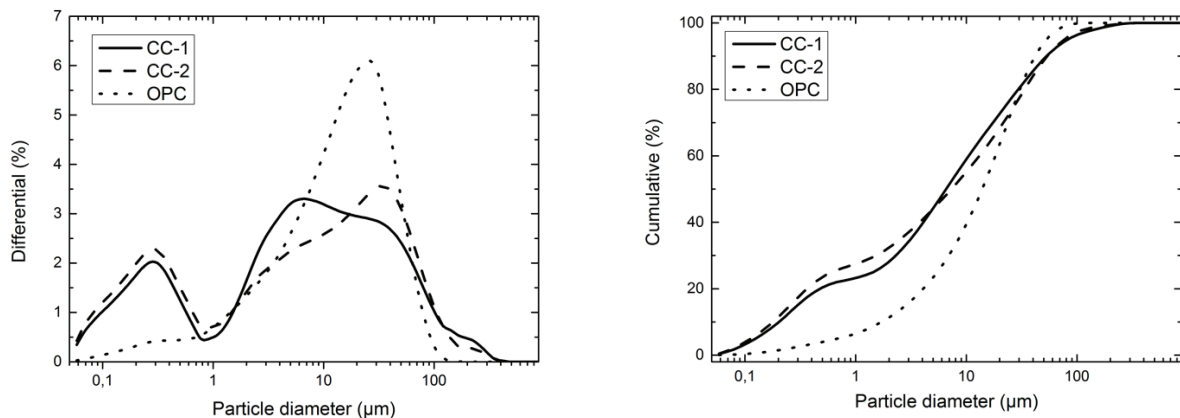 7
6
5
4
3
2
1
0
Differential (%)
CC-1
CC-2
OPC
0,1 1 10 100
Particle diameter (µm)
100
80
60
40
20
0
Cumulative (%)
CC-1
CC-2
OPC
0,1 1 10 100
Particle diameter (µm)